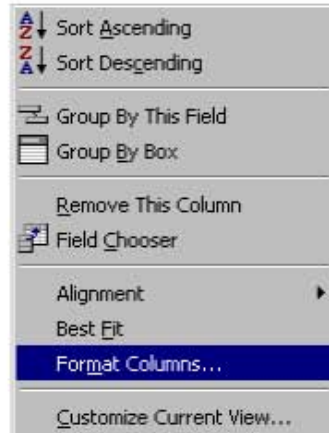 Sort Ascending
Sort Descending
Group By This Field
Group By Box
Remove This Column
Field Chooser
Alignment
Best Fit
Format Columns...
Customize Current View...